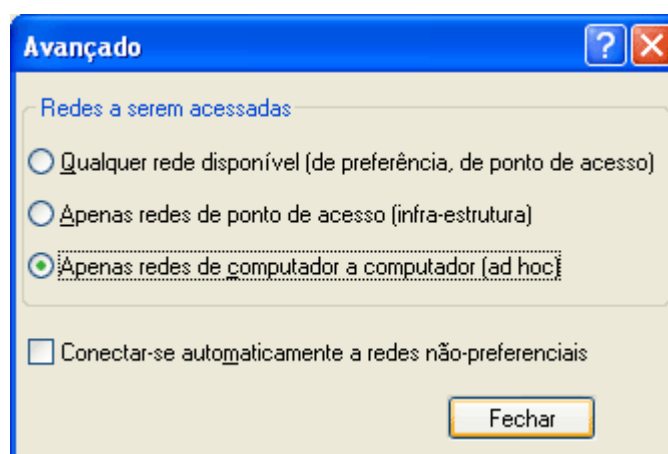 Avançado
Redes a serem acessadas
Qualquer rede disponível (de preferência, de ponto de acesso)
Apenas redes de ponto de acesso (infra-estrutura)
Apenas redes de computador a computador (ad hoc)
Conectar-se automaticamente a redes não-preferenciais
Fechar